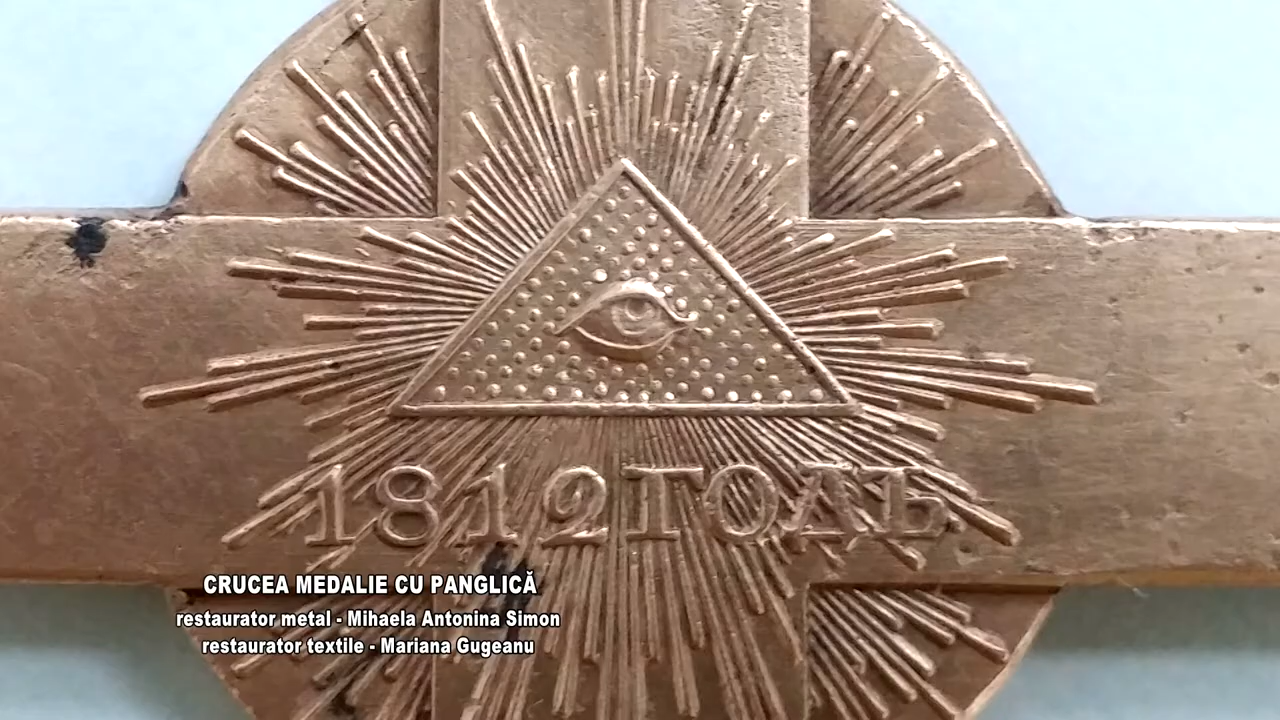 1812 ГОДЪ
CRUCEA MEDALIE CU PANGLICĂ
restaurator metal - Mihaela Antonina Simon
restaurator textile - Mariana Gugeanu